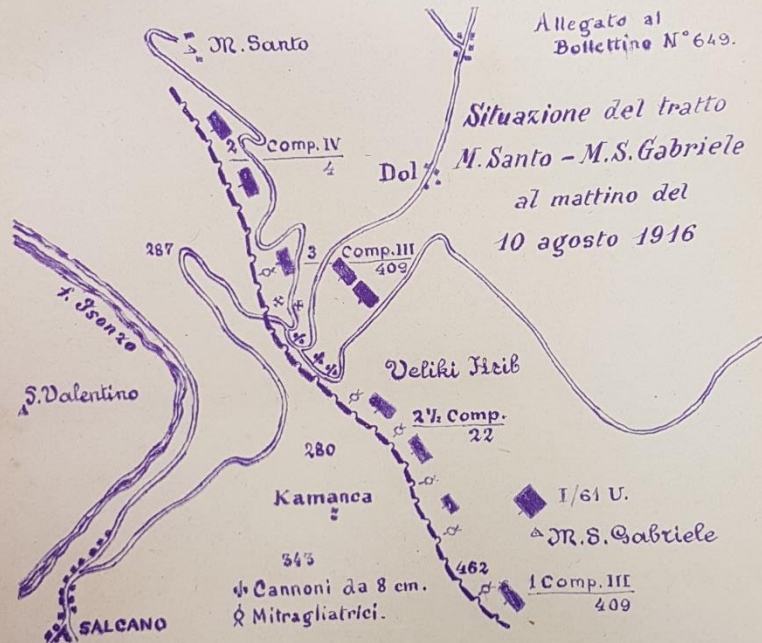 Allegato al
Bollettino N° 649.
Situazione del tratto
M. Santo - M.S. Gabriele
al mattino del
10 agosto 1916
M. Santo
2 Comp. IV
4
Dol
287
3 Comp. III
409
f. Isonzo
S. Valentino
Veliki Hrib
2½ Comp.
22
280
Kamanca
I/61 U.
M.S. Gabriele
343
462
1 Comp. III
409
Cannoni da 8 cm.
Mitragliatrici.
SALCANO